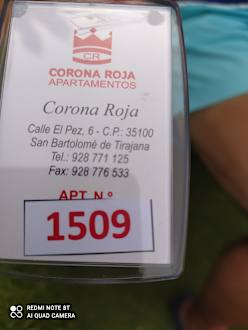 CR
CORONA ROJA
APARTAMENTOS
Corona Roja
Calle El Pez, 6 - C.P.: 35100
San Bartolomé de Tirajana
Tel.: 928 771 125
Fax: 928 776 533
APT. N.º
1509
REDMI NOTE 8T
AI QUAD CAMERA